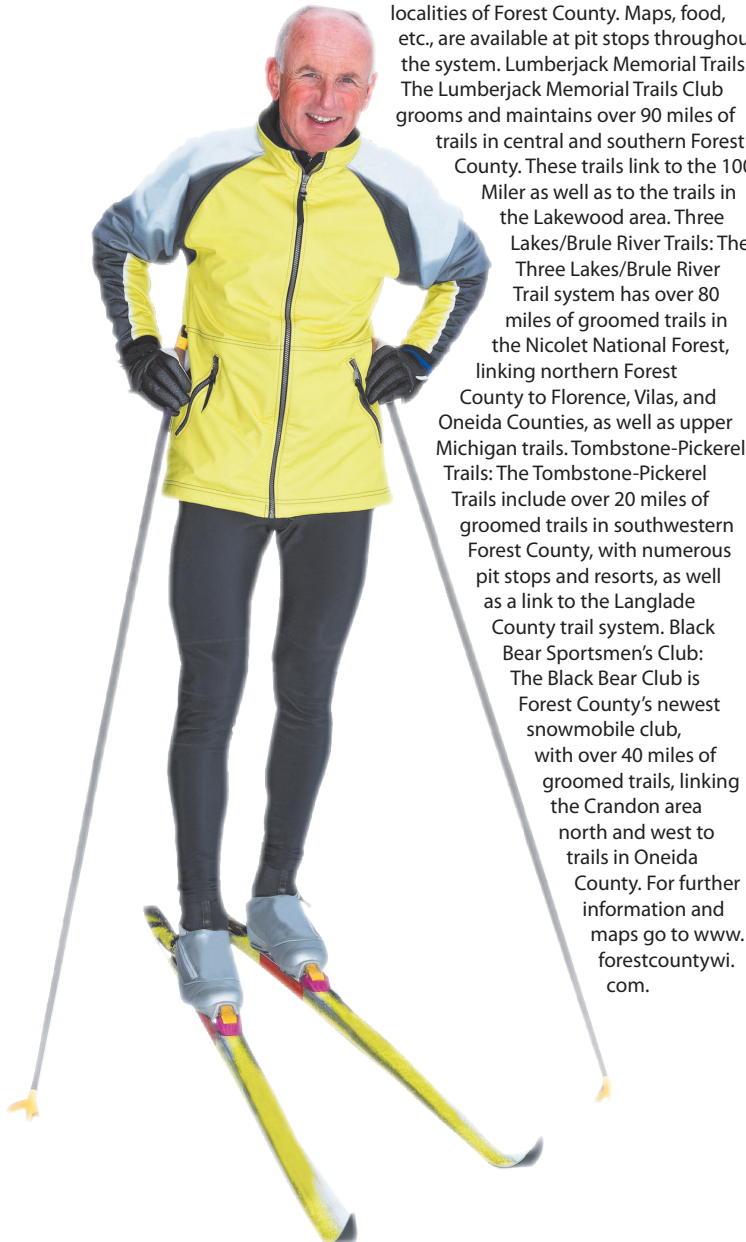 localities of Forest County. Maps, food,
etc., are available at pit stops throughou
the system. Lumberjack Memorial Trails
The Lumberjack Memorial Trails Club
grooms and maintains over 90 miles of
trails in central and southern Forest
County. These trails link to the 100
Miler as well as to the trails in
the Lakewood area. Three
Lakes/Brule River Trails: The
Three Lakes/Brule River
Trail system has over 80
miles of groomed trails in
the Nicolet National Forest,
linking northern Forest
County to Florence, Vilas, and
Oneida Counties, as well as upper
Michigan trails. Tombstone-Pickerel
Trails: The Tombstone-Pickerel
Trails include over 20 miles of
groomed trails in southwestern
Forest County, with numerous
pit stops and resorts, as well
as a link to the Langlade
County trail system. Black
Bear Sportsmen’s Club:
The Black Bear Club is
Forest County’s newest
snowmobile club,
with over 40 miles of
groomed trails, linking
the Crandon area
north and west to
trails in Oneida
County. For further
information and
maps go to www.
forestcountywi.
com.